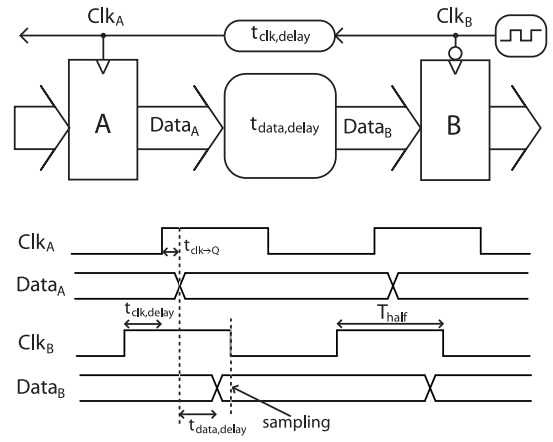 Clk_A
Clk_B
t_clk,delay
A
Data_A
t_data,delay
Data_B
B
Clk_A
t_clk→Q
Data_A
t_clk,delay
T_half
Clk_B
Data_B
sampling
t_data,delay